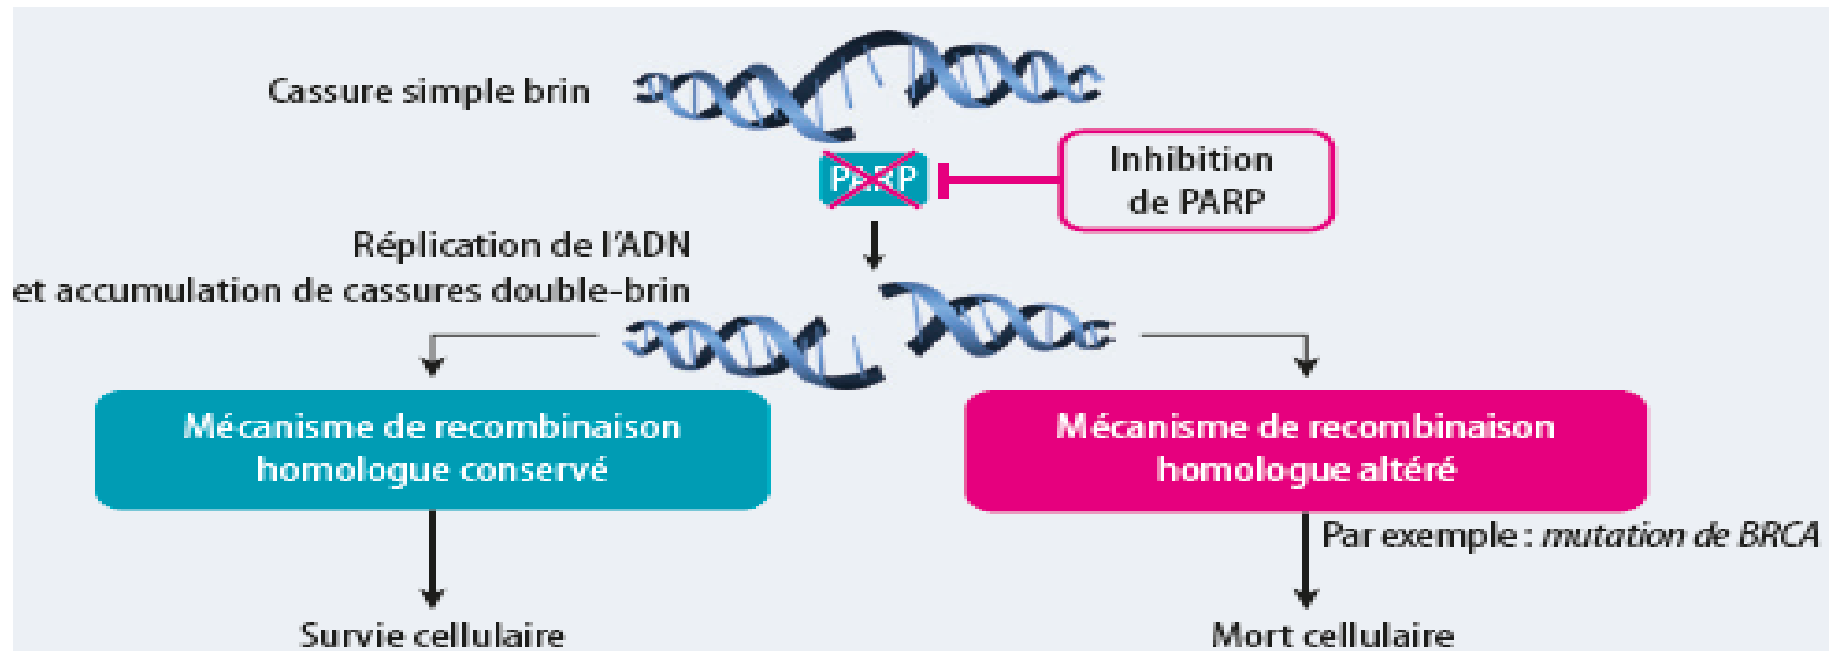 Cassure simple brin
PARP
Inhibition
de PARP
Réplication de l'ADN
et accumulation de cassures double-brin
Mécanisme de recombinaison
homologue conservé
Mécanisme de recombinaison
homologue altéré
Par exemple : mutation de BRCA
Survie cellulaire
Mort cellulaire